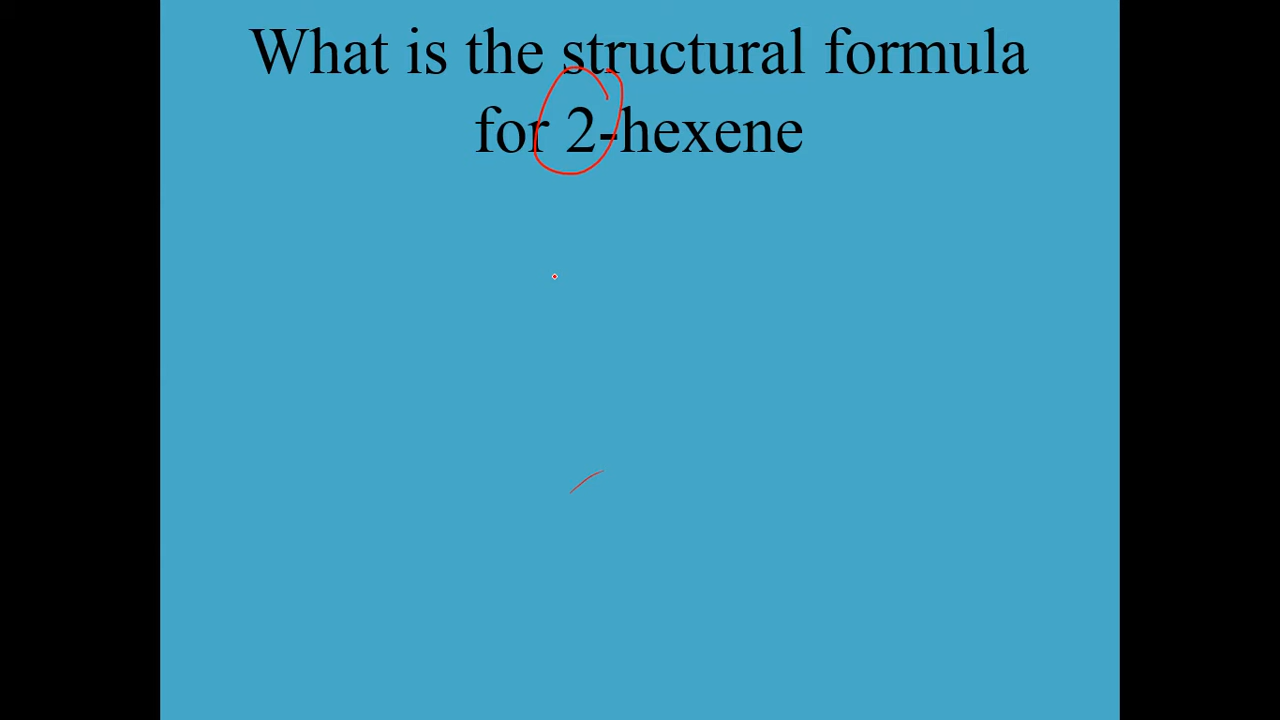 What is the structural formula
for 2-hexene